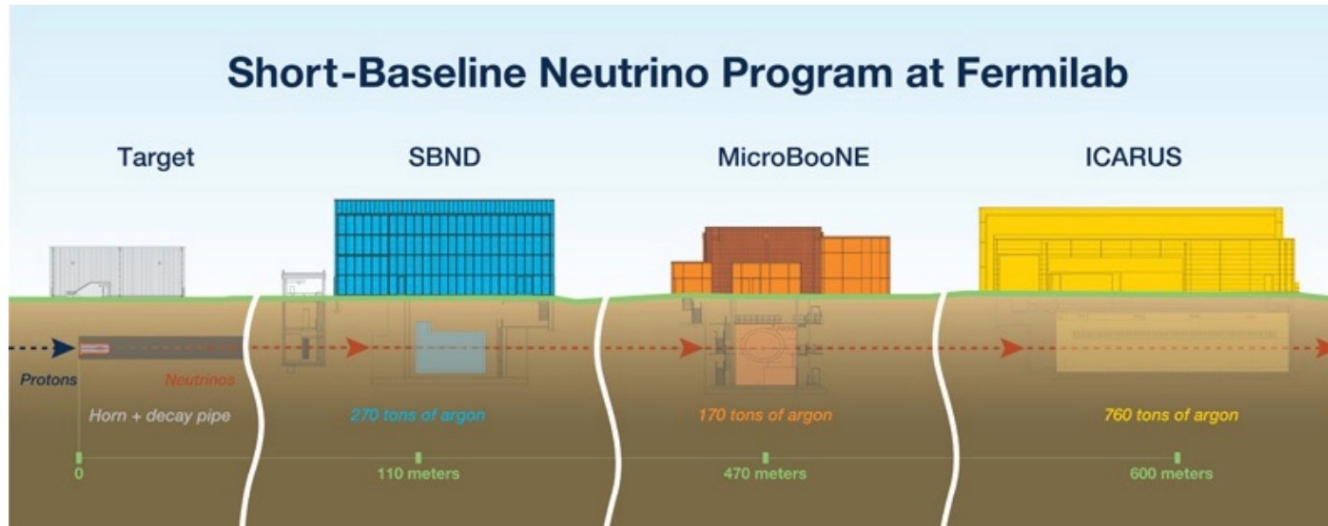 Short-Baseline Neutrino Program at Fermilab
Target
SBND
MicroBooNE
ICARUS
Protons
Neutrinos
Horn + decay pipe
270 tons of argon
170 tons of argon
760 tons of argon
0
110 meters
470 meters
600 meters